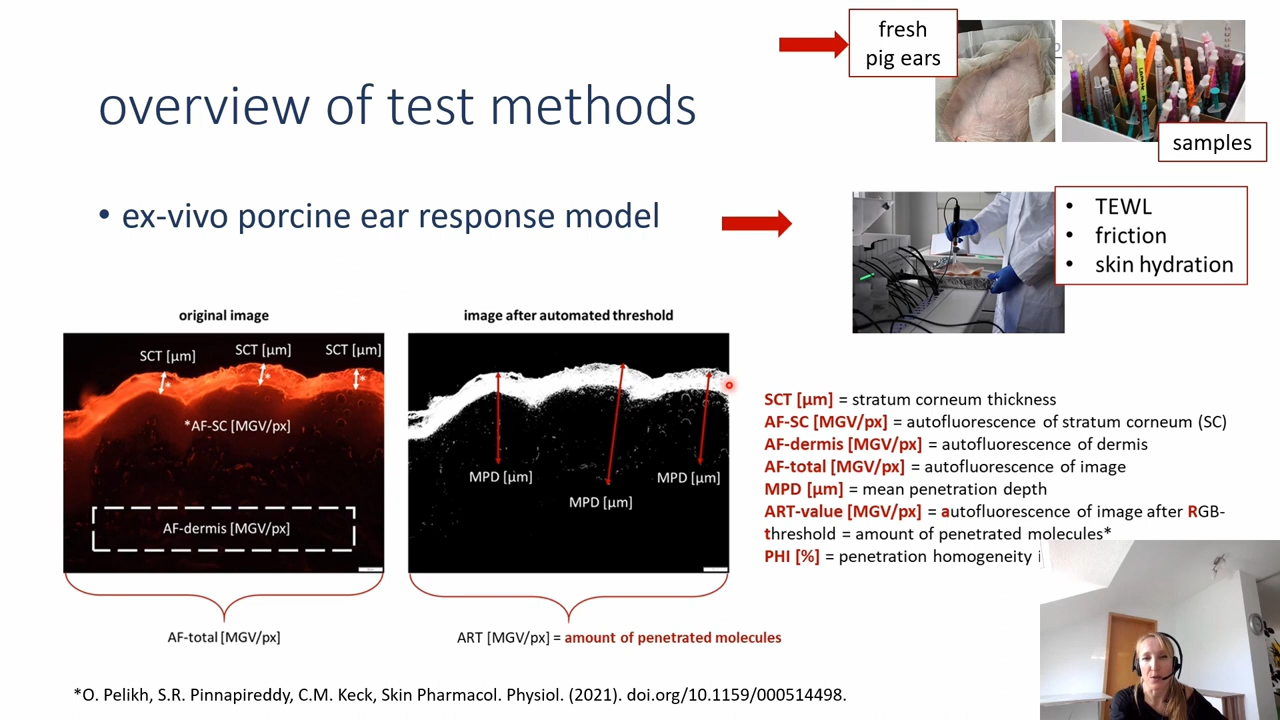 fresh
pig ears
samples
overview of test methods
• ex-vivo porcine ear response model
• TEWL
• friction
• skin hydration
original image
image after automated threshold
SCT [µm]
SCT [µm]
SCT [µm]
*
*
*
*AF-SC [MGV/px]
AF-dermis [MGV/px]
MPD [µm]
MPD [µm]
MPD [µm]
SCT [µm] = stratum corneum thickness
AF-SC [MGV/px] = autofluorescence of stratum corneum (SC)
AF-dermis [MGV/px] = autofluorescence of dermis
AF-total [MGV/px] = autofluorescence of image
MPD [µm] = mean penetration depth
ART-value [MGV/px] = autofluorescence of image after RGB-
threshold = amount of penetrated molecules*
PHI [%] = penetration homogeneity
AF-total [MGV/px]
ART [MGV/px] = amount of penetrated molecules
*O. Pelikh, S.R. Pinnapireddy, C.M. Keck, Skin Pharmacol. Physiol. (2021). doi.org/10.1159/000514498.